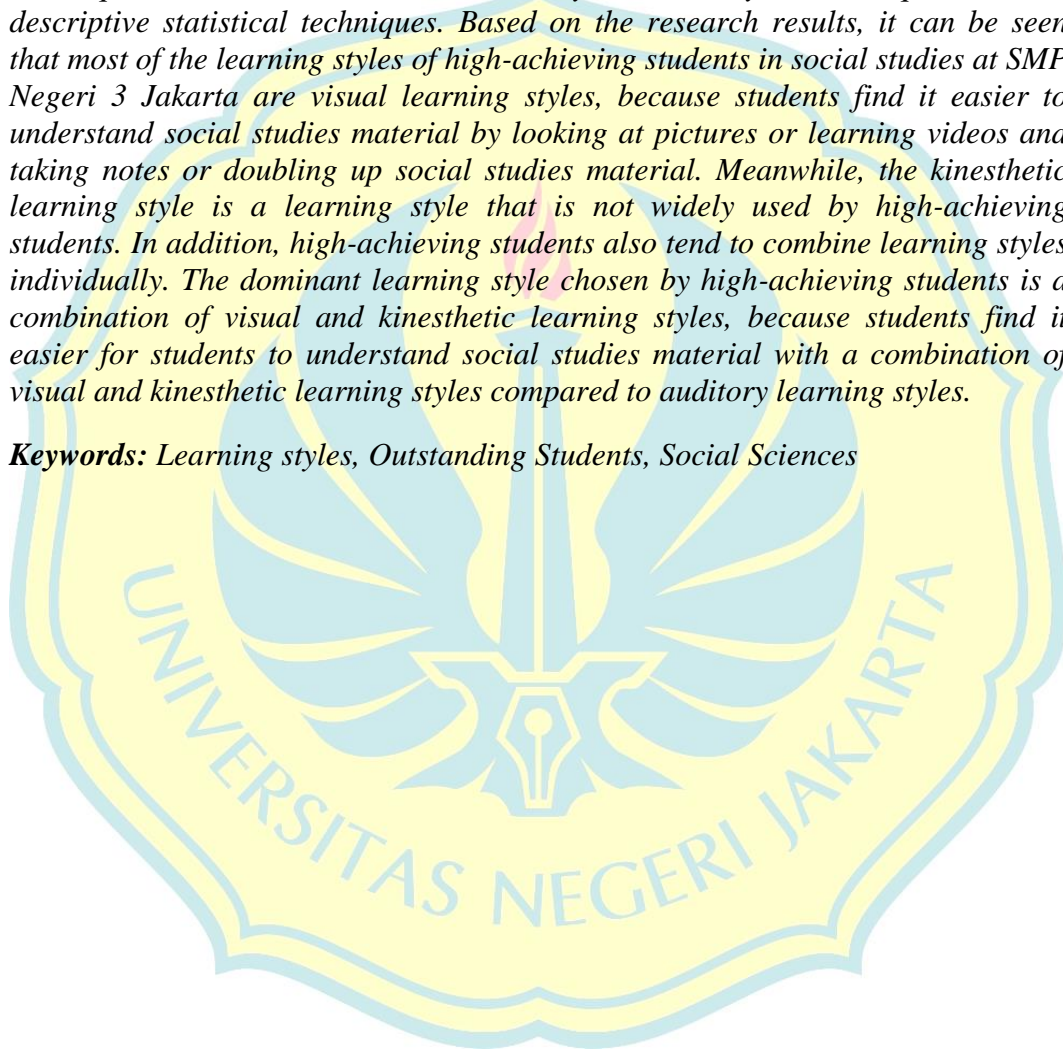 descriptive statistical techniques. Based on the research results, it can be seen
that most of the learning styles of high-achieving students in social studies at SMP
Negeri 3 Jakarta are visual learning styles, because students find it easier to
understand social studies material by looking at pictures or learning videos and
taking notes or doubling up social studies material. Meanwhile, the kinesthetic
learning style is a learning style that is not widely used by high-achieving
students. In addition, high-achieving students also tend to combine learning styles
individually. The dominant learning style chosen by high-achieving students is a
combination of visual and kinesthetic learning styles, because students find it
easier for students to understand social studies material with a combination of
visual and kinesthetic learning styles compared to auditory learning styles.
Keywords: Learning styles, Outstanding Students, Social Sciences
UNIVERSITAS NEGERI JAKARTA